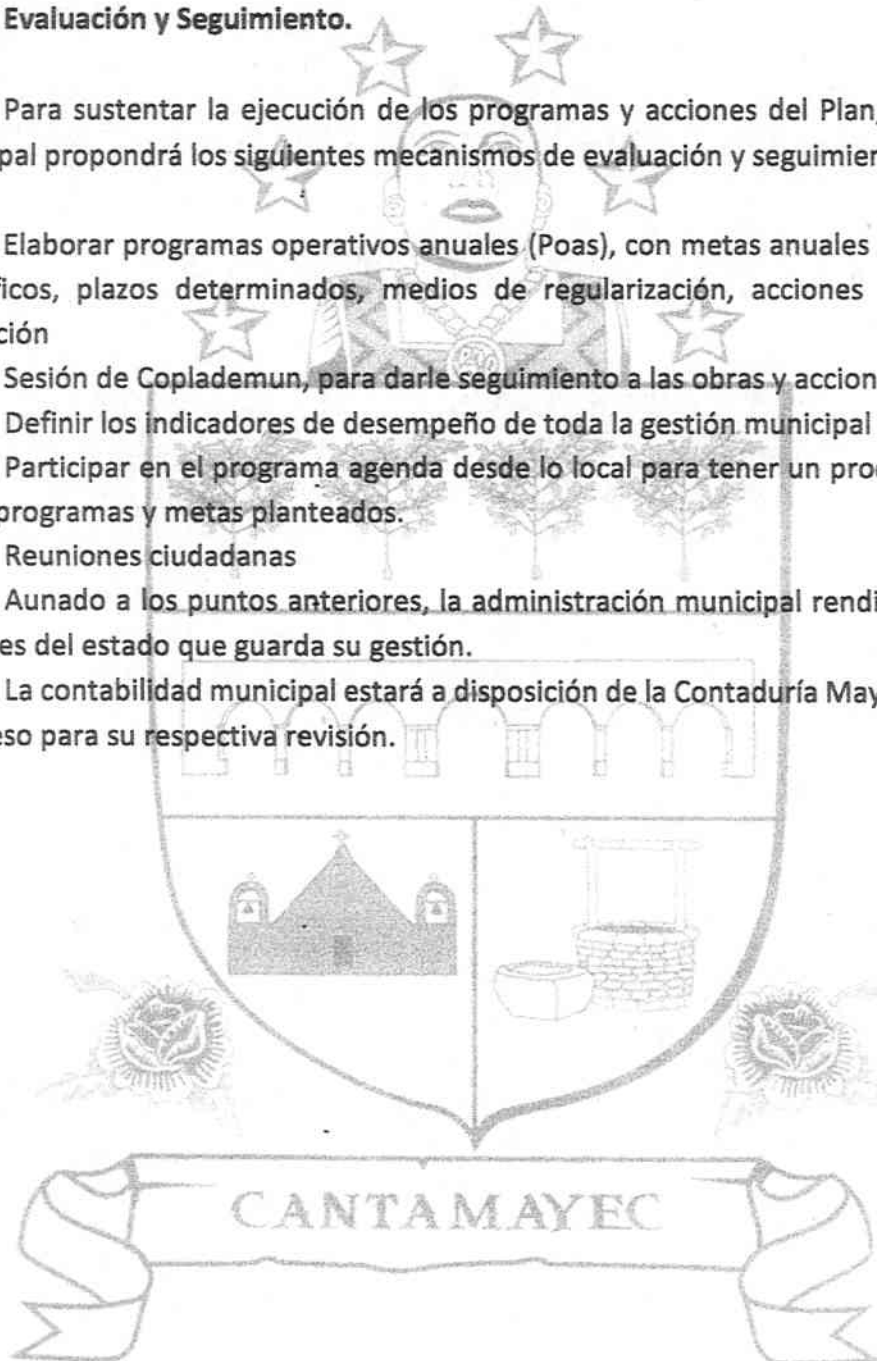 Evaluación y Seguimiento.
Para sustentar la ejecución de los programas y acciones del Plan,
pal propondrá los siguientes mecanismos de evaluación y seguimien
Elaborar programas operativos anuales (Poas), con metas anuales
ficos, plazos determinados, medios de regularización, acciones
ción
Sesión de Coplademun, para darle seguimiento a las obras y accion
Definir los indicadores de desempeño de toda la gestión municipal
Participar en el programa agenda desde lo local para tener un pro
programas y metas planteados.
Reuniones ciudadanas
Aunado a los puntos anteriores, la administración municipal rendi
es del estado que guarda su gestión.
La contabilidad municipal estará a disposición de la Contaduría May
eso para su respectiva revisión.
CANTAMAYEC